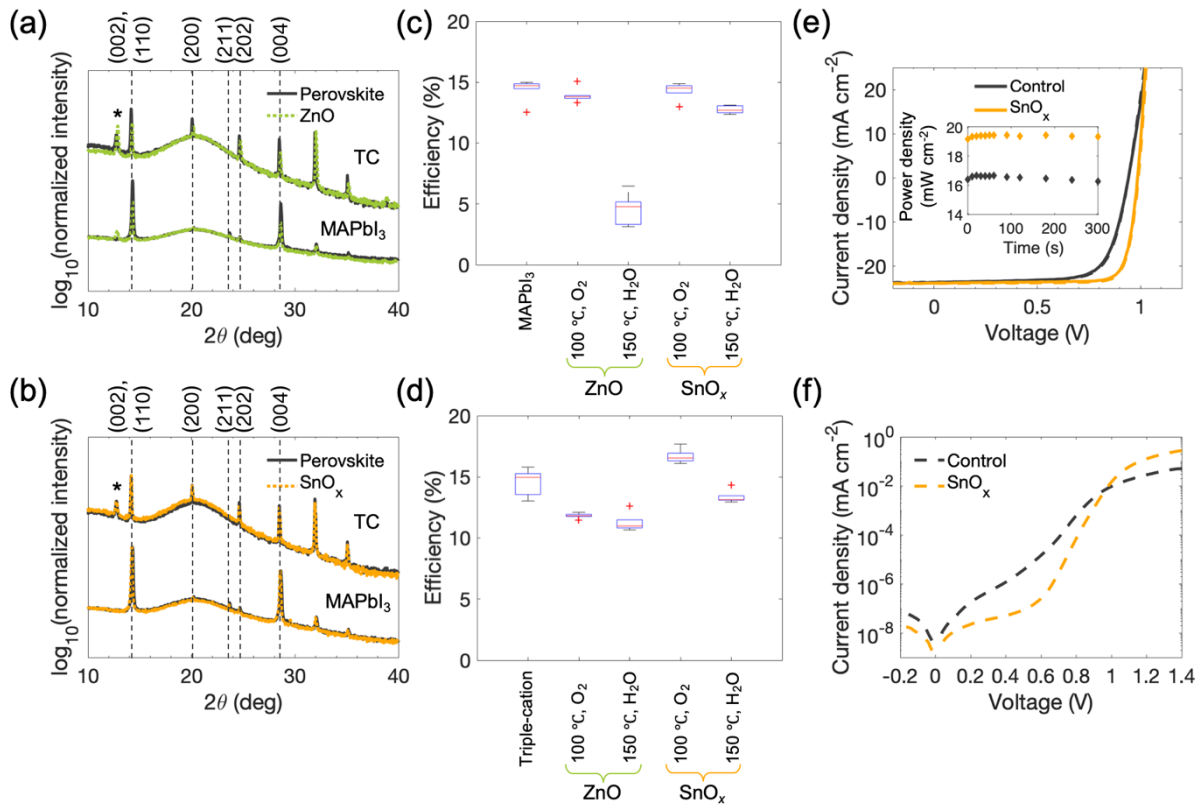 (a)
(002),
(110)
(200)
(211)
(202)
(004)
Perovskite
ZnO
*
TC
MAPbI₃
log₁₀(normalized intensity)
10
20
30
40
2θ (deg)
(b)
(002),
(110)
(200)
(211)
(202)
(004)
Perovskite
SnOₓ
*
TC
MAPbI₃
log₁₀(normalized intensity)
10
20
30
40
2θ (deg)
(c)
20
15
10
5
0
Efficiency (%)
MAPbI₃
100 °C, O₂
150 °C, H₂O
100 °C, O₂
150 °C, H₂O
ZnO
SnOₓ
(d)
20
15
10
5
0
Efficiency (%)
Triple-cation
100 °C, O₂
150 °C, H₂O
100 °C, O₂
150 °C, H₂O
ZnO
SnOₓ
(e)
Current density (mA cm⁻²)
20
10
0
-10
-20
Control
SnOₓ
Power density
(mW cm⁻²)
20
18
16
14
0
100
200
300
Time (s)
0
0.5
1
Voltage (V)
(f)
Current density (mA cm⁻²)
10⁰
10⁻²
10⁻⁴
10⁻⁶
10⁻⁸
Control
SnOₓ
-0.2
0
0.2
0.4
0.6
0.8
1
1.2
1.4
Voltage (V)